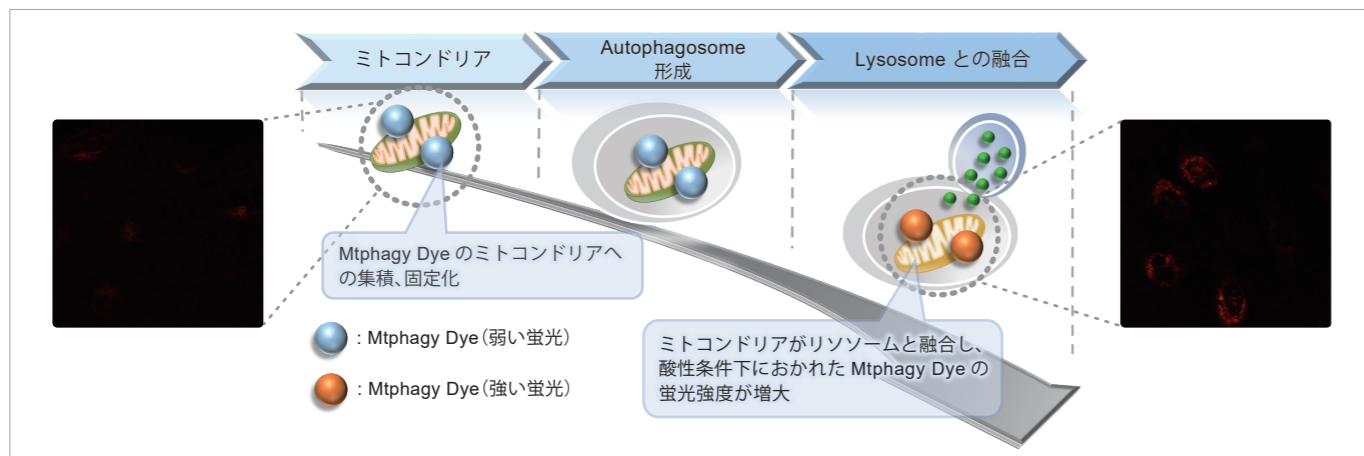 ミトコンドリア
Autophagosome
形成
Lysosome との融合
Mtphagy Dye のミトコンドリアへ
の集積、固定化
: Mtphagy Dye（弱い蛍光）
: Mtphagy Dye（強い蛍光）
ミトコンドリアがリソソームと融合し、
酸性条件下におかれた Mtphagy Dye の
蛍光強度が増大